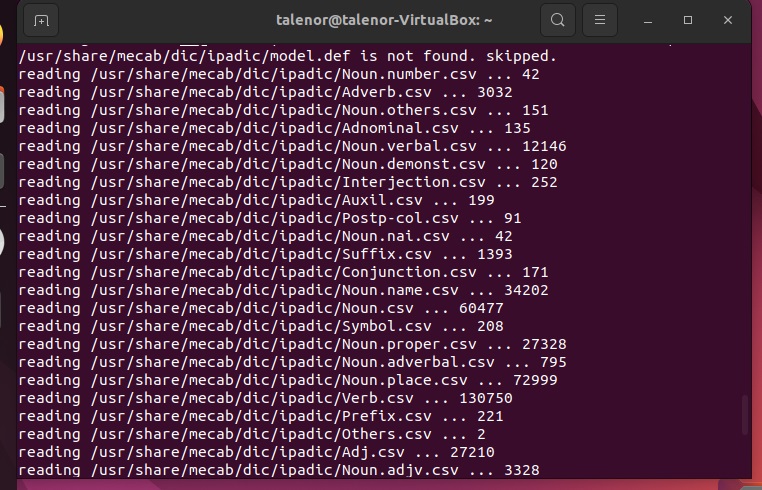 talenor@talenor-VirtualBox: ~
/usr/share/mecab/dic/ipadic/model.def is not found. skipped.
reading /usr/share/mecab/dic/ipadic/Noun.number.csv ... 42
reading /usr/share/mecab/dic/ipadic/Adverb.csv ... 3032
reading /usr/share/mecab/dic/ipadic/Noun.others.csv ... 151
reading /usr/share/mecab/dic/ipadic/Adnominal.csv ... 135
reading /usr/share/mecab/dic/ipadic/Noun.verbal.csv ... 12146
reading /usr/share/mecab/dic/ipadic/Noun.demonst.csv ... 120
reading /usr/share/mecab/dic/ipadic/Interjection.csv ... 252
reading /usr/share/mecab/dic/ipadic/Auxil.csv ... 199
reading /usr/share/mecab/dic/ipadic/Postp-col.csv ... 91
reading /usr/share/mecab/dic/ipadic/Noun.nai.csv ... 42
reading /usr/share/mecab/dic/ipadic/Suffix.csv ... 1393
reading /usr/share/mecab/dic/ipadic/Conjunction.csv ... 171
reading /usr/share/mecab/dic/ipadic/Noun.name.csv ... 34202
reading /usr/share/mecab/dic/ipadic/Noun.csv ... 60477
reading /usr/share/mecab/dic/ipadic/Symbol.csv ... 208
reading /usr/share/mecab/dic/ipadic/Noun.proper.csv ... 27328
reading /usr/share/mecab/dic/ipadic/Noun.adverbal.csv ... 795
reading /usr/share/mecab/dic/ipadic/Noun.place.csv ... 72999
reading /usr/share/mecab/dic/ipadic/Verb.csv ... 130750
reading /usr/share/mecab/dic/ipadic/Prefix.csv ... 221
reading /usr/share/mecab/dic/ipadic/Others.csv ... 2
reading /usr/share/mecab/dic/ipadic/Adj.csv ... 27210
reading /usr/share/mecab/dic/ipadic/Noun.adjv.csv ... 3328